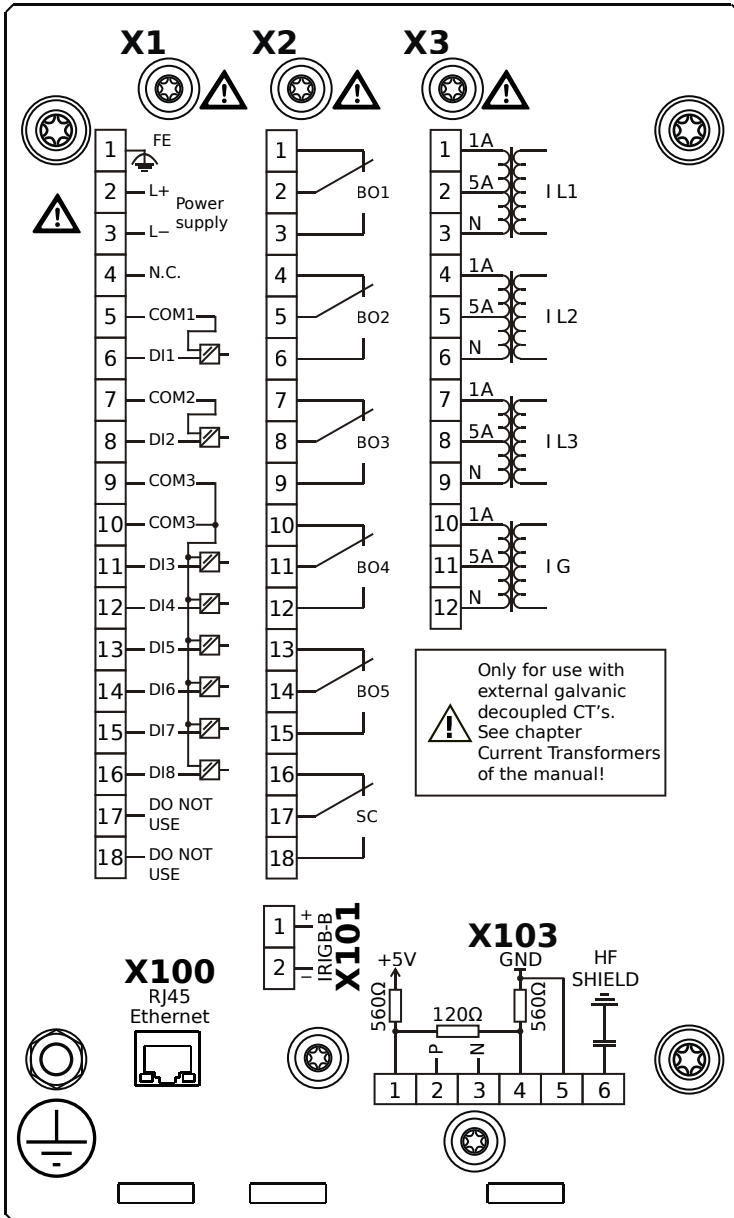 X1
1 FE
2 L+ Power
supply
3 L−
4 N.C.
5 COM1
6 DI1
7 COM2
8 DI2
9 COM3
10 COM3
11 DI3
12 DI4
13 DI5
14 DI6
15 DI7
16 DI8
17 DO NOT
USE
18 DO NOT
USE
X2
1
2 BO1
3
4
5 BO2
6
7
8 BO3
9
10
11 BO4
12
13
14 BO5
15
16
17 SC
18
X3
1 1A
2 5A I L1
3 N
4 1A
5 5A I L2
6 N
7 1A
8 5A I L3
9 N
10 1A
11 5A I G
12 N
!
!
!
!
!
Only for use with
external galvanic
decoupled CT's.
See chapter
Current Transformers
of the manual!
X100
RJ45
Ethernet
X101
IRIGB-B
1 +
2 −
X103
+5V
GND
HF
SHIELD
560Ω
120Ω
560Ω
P
N
1 2 3 4 5 6